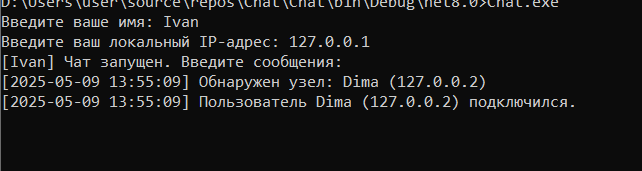 D:\Users\user\source\repos\Chat\Chat\bin\Debug\net8.0>Chat.exe
Введите ваше имя: Ivan
Введите ваш локальный IP-адрес: 127.0.0.1
[Ivan] Чат запущен. Введите сообщения:
[2025-05-09 13:55:09] Обнаружен узел: Dima (127.0.0.2)
[2025-05-09 13:55:09] Пользователь Dima (127.0.0.2) подключился.